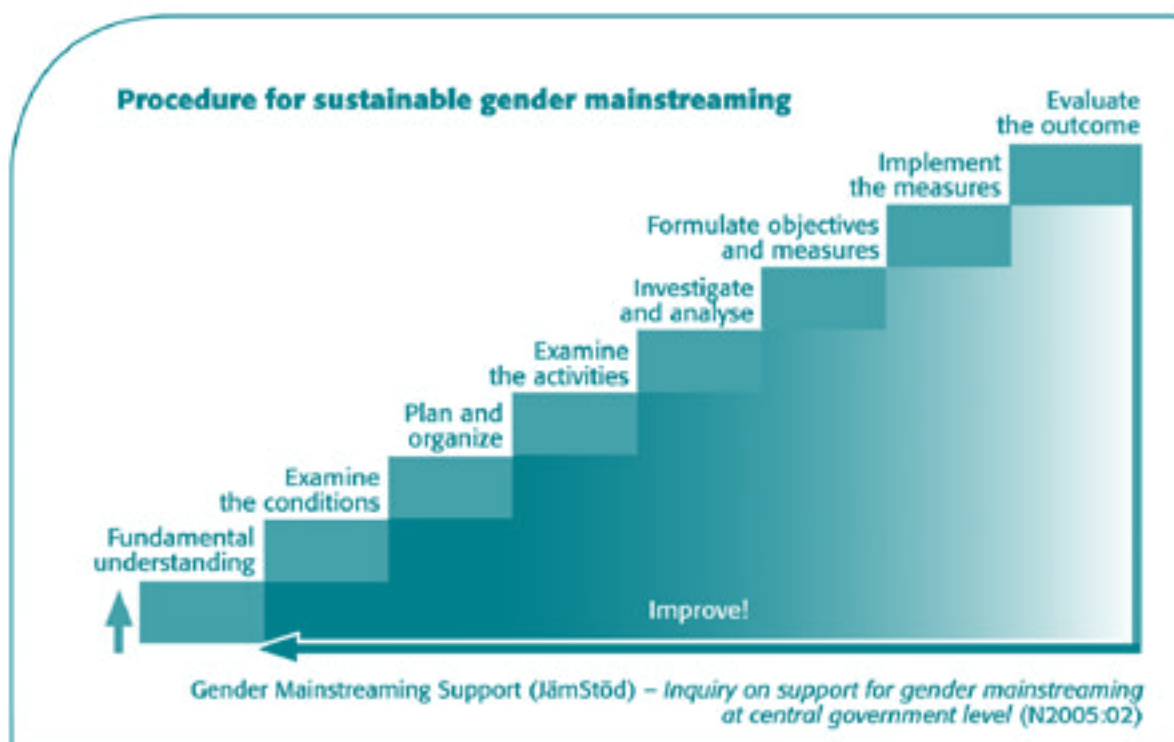 Procedure for sustainable gender mainstreaming
Evaluate
the outcome
Implement
the measures
Formulate objectives
and measures
Investigate
and analyse
Examine
the activities
Plan and
organize
Examine
the conditions
Fundamental
understanding
Improve!
Gender Mainstreaming Support (JämStöd) – Inquiry on support for gender mainstreaming
at central government level (N2005:02)